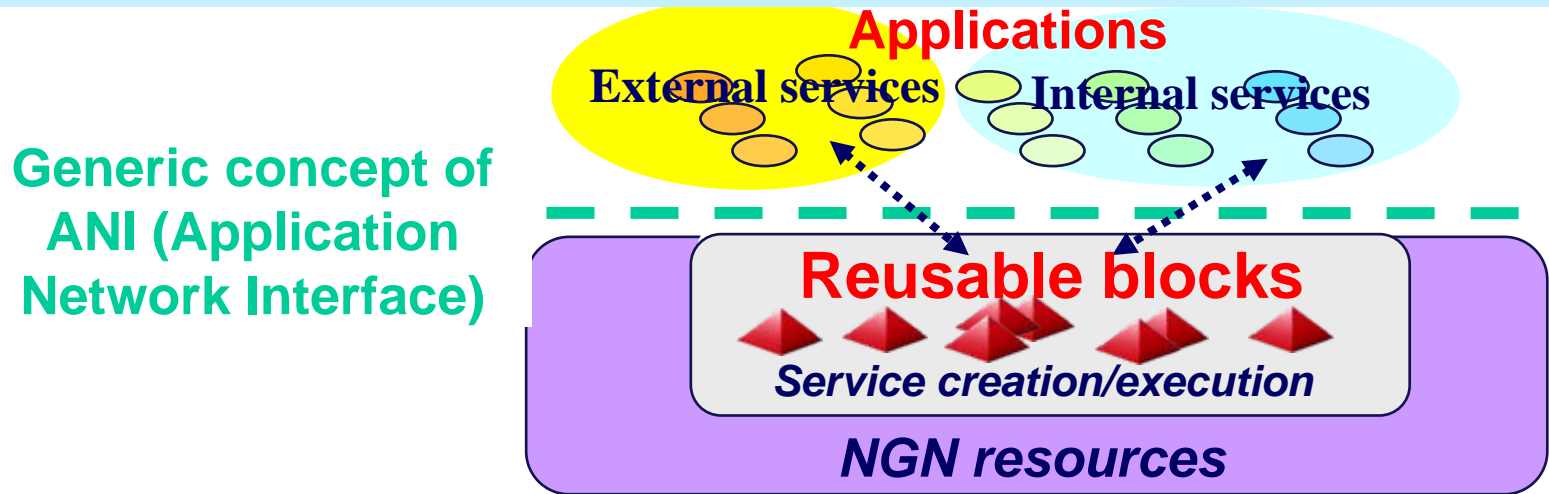 Applications
External services
Internal services
Generic concept of
ANI (Application
Network Interface)
Reusable blocks
Service creation/execution
NGN resources